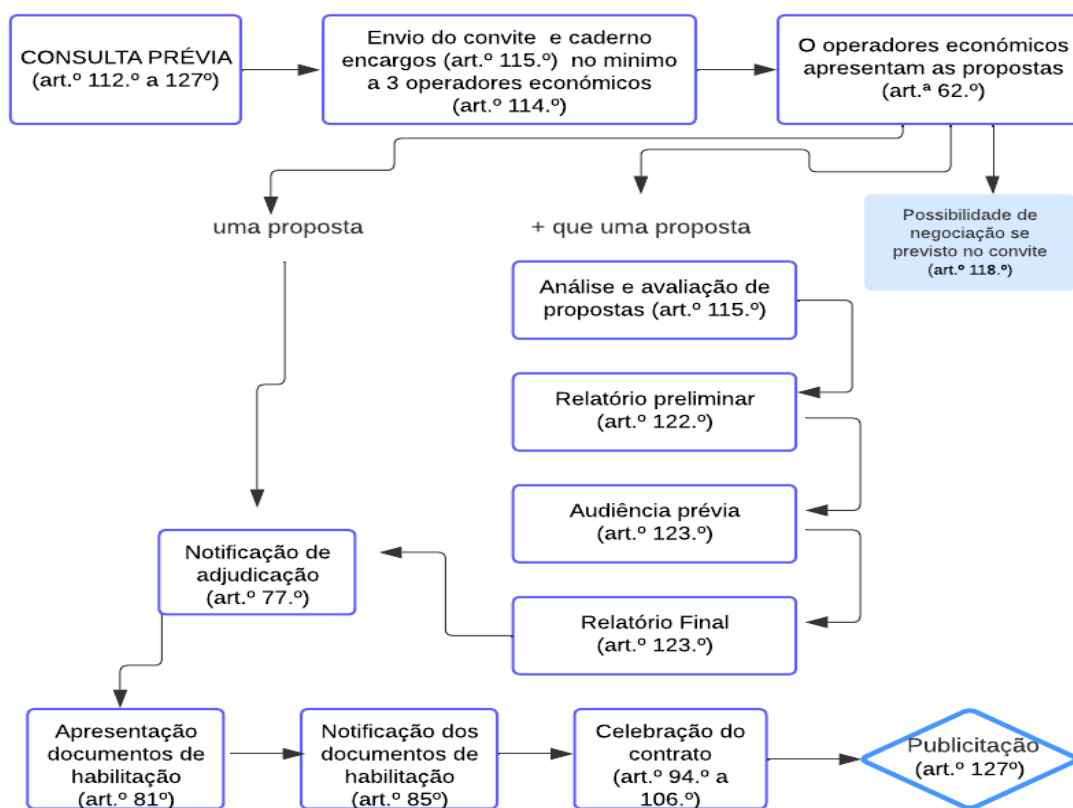 CONSULTA PRÉVIA
(art.º 112.º a 127º)
Envio do convite e caderno
encargos (art.º 115.º) no minimo
a 3 operadores económicos
(art.º 114.º)
O operadores económicos
apresentam as propostas
(art.ª 62.º)
uma proposta
+ que uma proposta
Possibilidade de
negociação se
previsto no convite
(art.º 118.º)
Análise e avaliação de
propostas (art.º 115.º)
Relatório preliminar
(art.º 122.º)
Audiência prévia
(art.º 123.º)
Notificação de
adjudicação
(art.º 77.º)
Relatório Final
(art.º 123.º)
Apresentação
documentos de
habilitação
(art.º 81º)
Notificação dos
documentos de
habilitação
(art.º 85º)
Celebração do
contrato
(art.º 94.º a
106.º)
Publicitação
(art.º 127º)